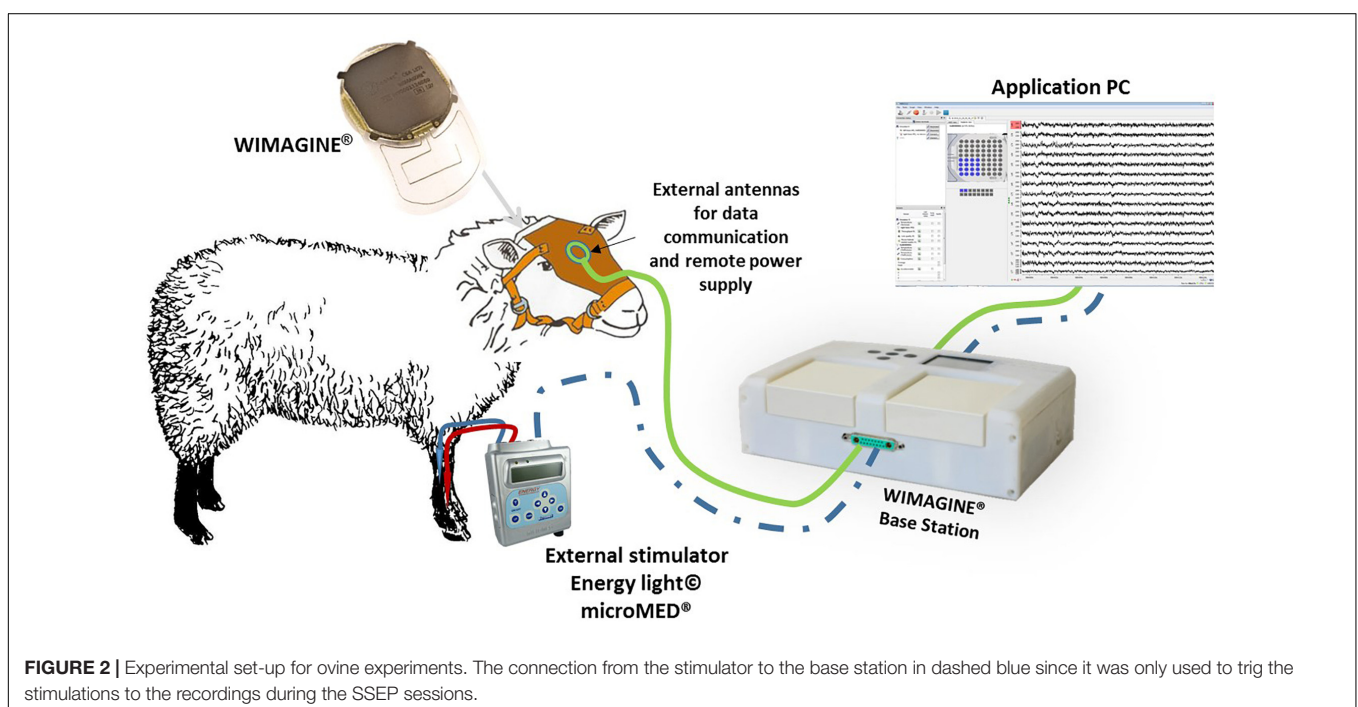 Application PC
WIMAGINE®
External antennas
for data
communication
and remote power
supply
WIMAGINE®
Base Station
ENERGY
External stimulator
Energy light©
microMED®
FIGURE 2 | Experimental set-up for ovine experiments. The connection from the stimulator to the base station in dashed blue since it was only used to trig the
stimulations to the recordings during the SSEP sessions.